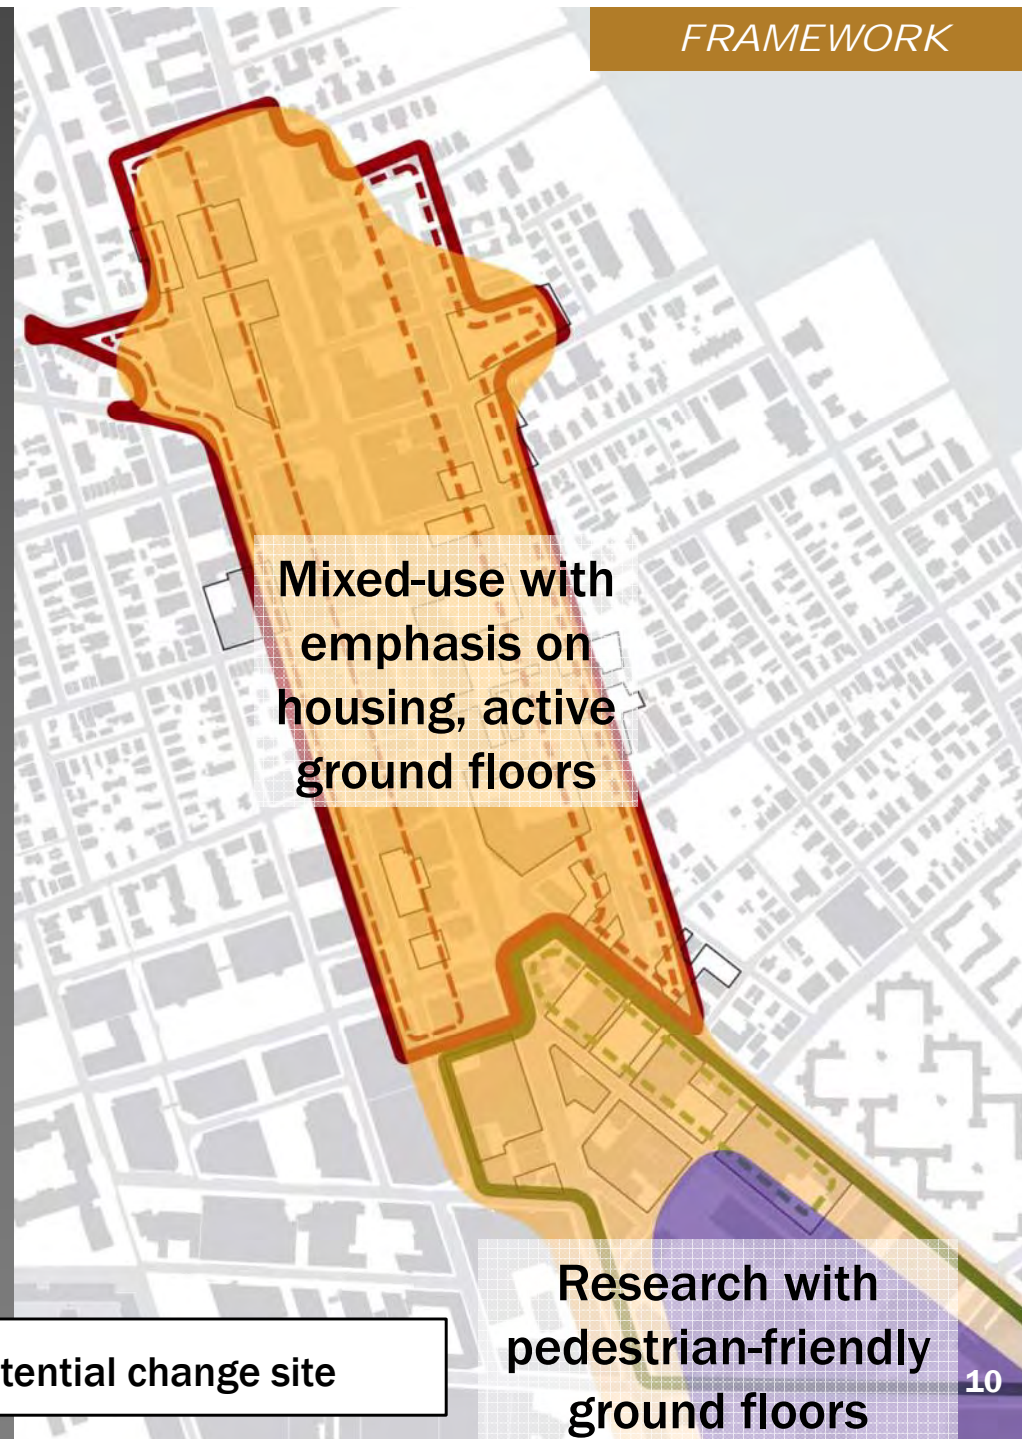 FRAMEWORK
Mixed-use with
emphasis on
housing, active
ground floors
Research with
pedestrian-friendly
ground floors
tential change site
10